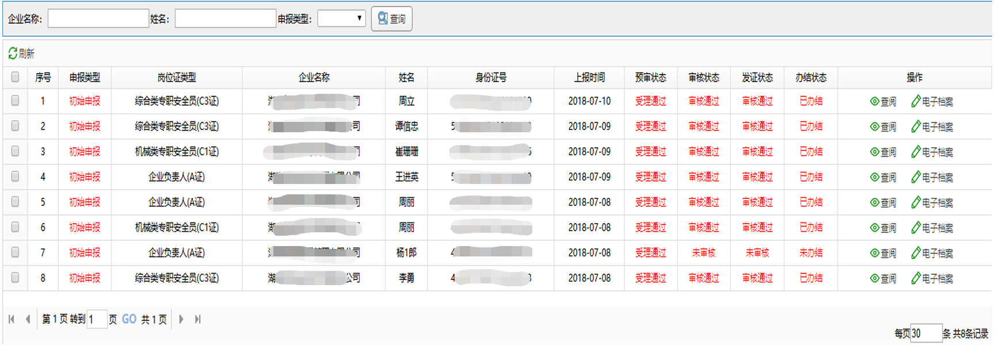 企业名称： 姓名： 申报类型： 查询
刷新
序号 申报类型 岗位证类型 企业名称 姓名 身份证号 上报时间 预审状态 审核状态 发证状态 办结状态 操作
1 初始申报 综合类专职安全员(C3证) 司 周立 2018-07-10 受理通过 审核通过 审核通过 已办结 查阅 电子档案
2 初始申报 综合类专职安全员(C3证) 公司 谭信忠 5 2018-07-09 受理通过 审核通过 审核通过 已办结 查阅 电子档案
3 初始申报 机械类专职安全员(C1证) 司 崔珊珊 2018-07-09 受理通过 审核通过 审核通过 已办结 查阅 电子档案
4 初始申报 企业负责人(A证) 湖 限公司 王进英 5 2018-07-09 受理通过 审核通过 审核通过 已办结 查阅 电子档案
5 初始申报 企业负责人(A证) 司 周丽 2018-07-08 受理通过 审核通过 审核通过 已办结 查阅 电子档案
6 初始申报 机械类专职安全员(C1证) 湖 周丽 2018-07-08 受理通过 审核通过 审核通过 已办结 查阅 电子档案
7 初始申报 企业负责人(A证) 公司 杨1郎 4 2018-07-08 受理通过 未审核 未审核 未办结 查阅 电子档案
8 初始申报 综合类专职安全员(C3证) 湖 公司 李勇 4 3 2018-07-08 受理通过 审核通过 审核通过 已办结 查阅 电子档案
第 1 页 转到 1 页 GO 共 1 页
每页 30 条 共8条记录